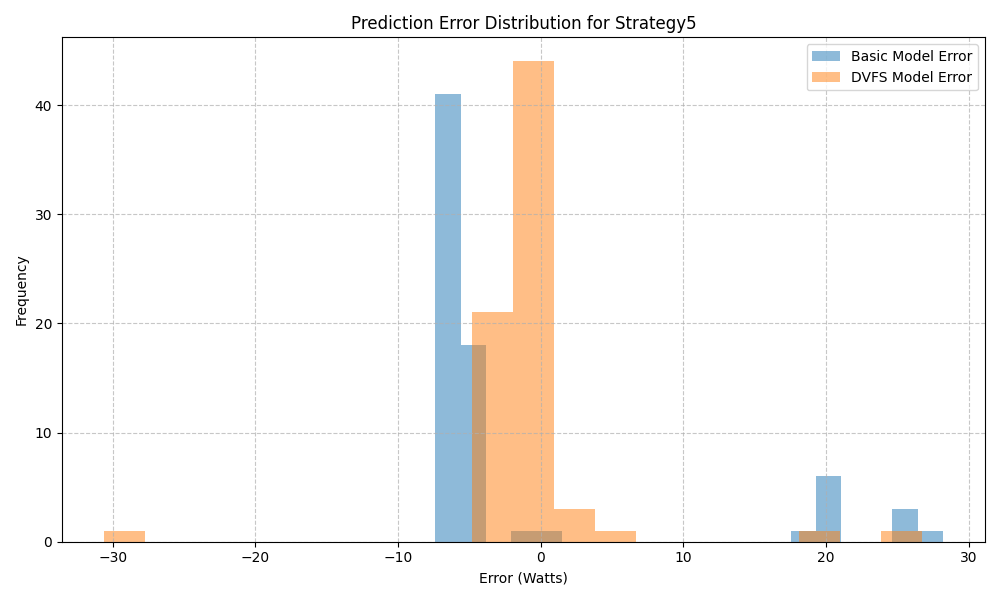 Prediction Error Distribution for Strategy5
Basic Model Error
DVFS Model Error
Frequency
40
30
20
10
0
−30
−20
−10
0
10
20
30
Error (Watts)